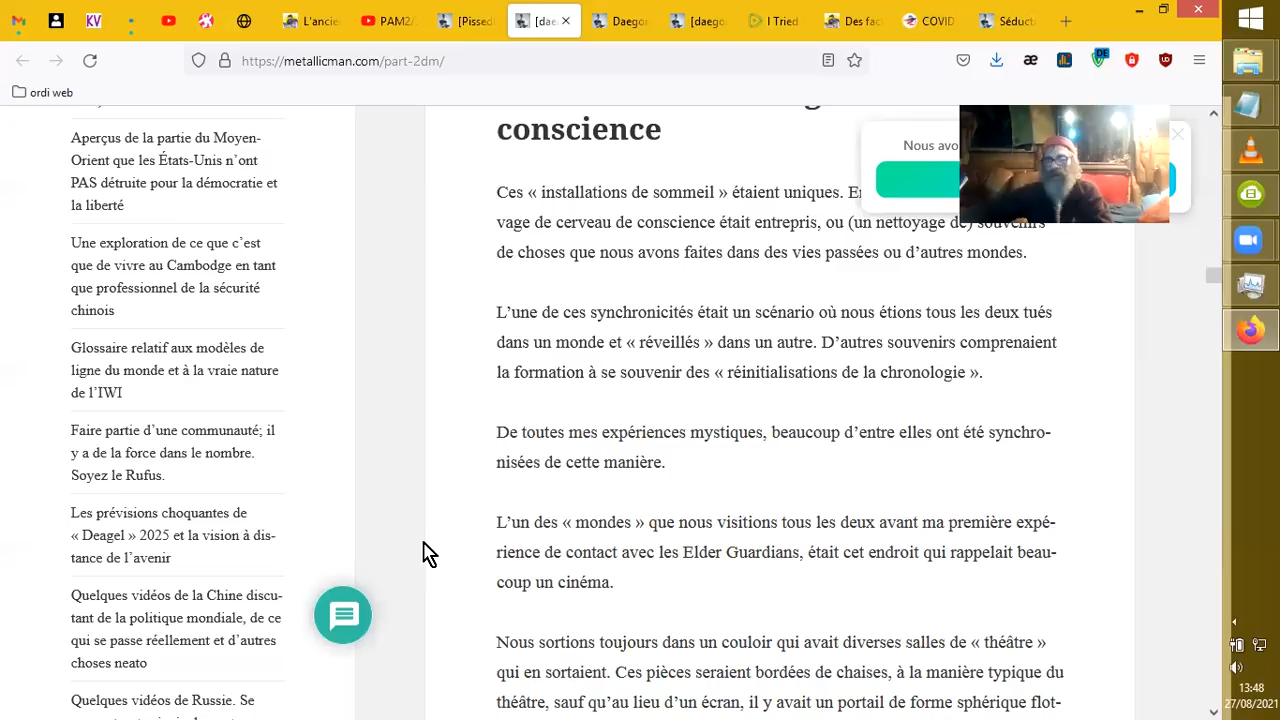 L'ancie
PAM2/
[Pissed
[dae
Daegon
[daegon
I Tried
Des fac
COVID
Séducti
https://metallicman.com/part-2dm/
ordi web
Aperçus de la partie du Moyen-
Orient que les États-Unis n'ont
PAS détruite pour la démocratie et
la liberté
Une exploration de ce que c'est
que de vivre au Cambodge en tant
que professionnel de la sécurité
chinois
Glossaire relatif aux modèles de
ligne du monde et à la vraie nature
de l'IWI
Faire partie d'une communauté; il
y a de la force dans le nombre.
Soyez le Rufus.
Les prévisions choquantes de
« Deagel » 2025 et la vision à dis-
tance de l'avenir
Quelques vidéos de la Chine discu-
tant de la politique mondiale, de ce
qui se passe réellement et d'autres
choses neato
Quelques vidéos de Russie. Se
conscience
Nous avo
Ces « installations de sommeil » étaient uniques.
vage de cerveau de conscience était entrepris, ou (un nettoyage de) souvenirs
de choses que nous avons faites dans des vies passées ou d'autres mondes.
L'une de ces synchronicités était un scénario où nous étions tous les deux tués
dans un monde et « réveillés » dans un autre. D'autres souvenirs comprenaient
la formation à se souvenir des « réinitialisations de la chronologie ».
De toutes mes expériences mystiques, beaucoup d'entre elles ont été synchro-
nisées de cette manière.
L'un des « mondes » que nous visitions tous les deux avant ma première expé-
rience de contact avec les Elder Guardians, était cet endroit qui rappelait beau-
coup un cinéma.
Nous sortions toujours dans un couloir qui avait diverses salles de « théâtre »
qui en sortaient. Ces pièces seraient bordées de chaises, à la manière typique du
théâtre, sauf qu'au lieu d'un écran, il y avait un portail de forme sphérique flot-
13:48
27/08/2021